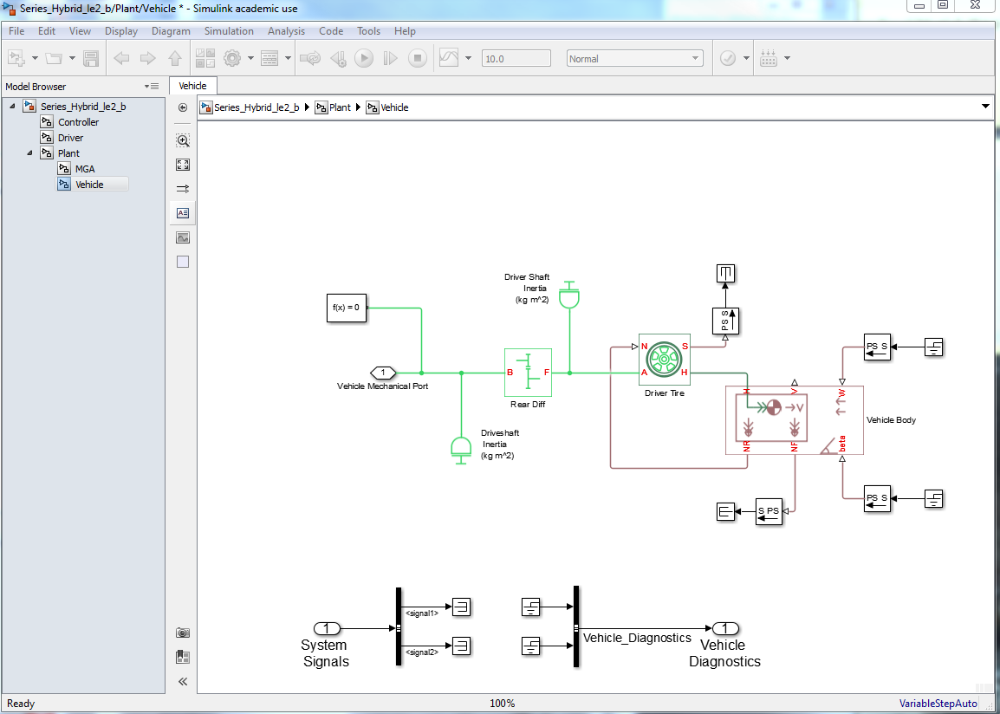 Series_Hybrid_le2_b/Plant/Vehicle * - Simulink academic use
File Edit View Display Diagram Simulation Analysis Code Tools Help
10.0
Normal
Model Browser
Vehicle
Series_Hybrid_le2_b
Controller
Driver
Plant
MGA
Vehicle
Series_Hybrid_le2_b Plant Vehicle
f(x) = 0
1
Vehicle Mechanical Port
Driveshaft
Inertia
(kg m^2)
B F
Rear Diff
Driver Shaft
Inertia
(kg m^2)
N S
A H
Driver Tire
PS S
H V W
V
NR NF beta
Vehicle Body
PS S
PS S
S PS
1
System
Signals
<signal1>
<signal2>
Vehicle_Diagnostics
1
Vehicle
Diagnostics
Ready
100%
VariableStepAuto